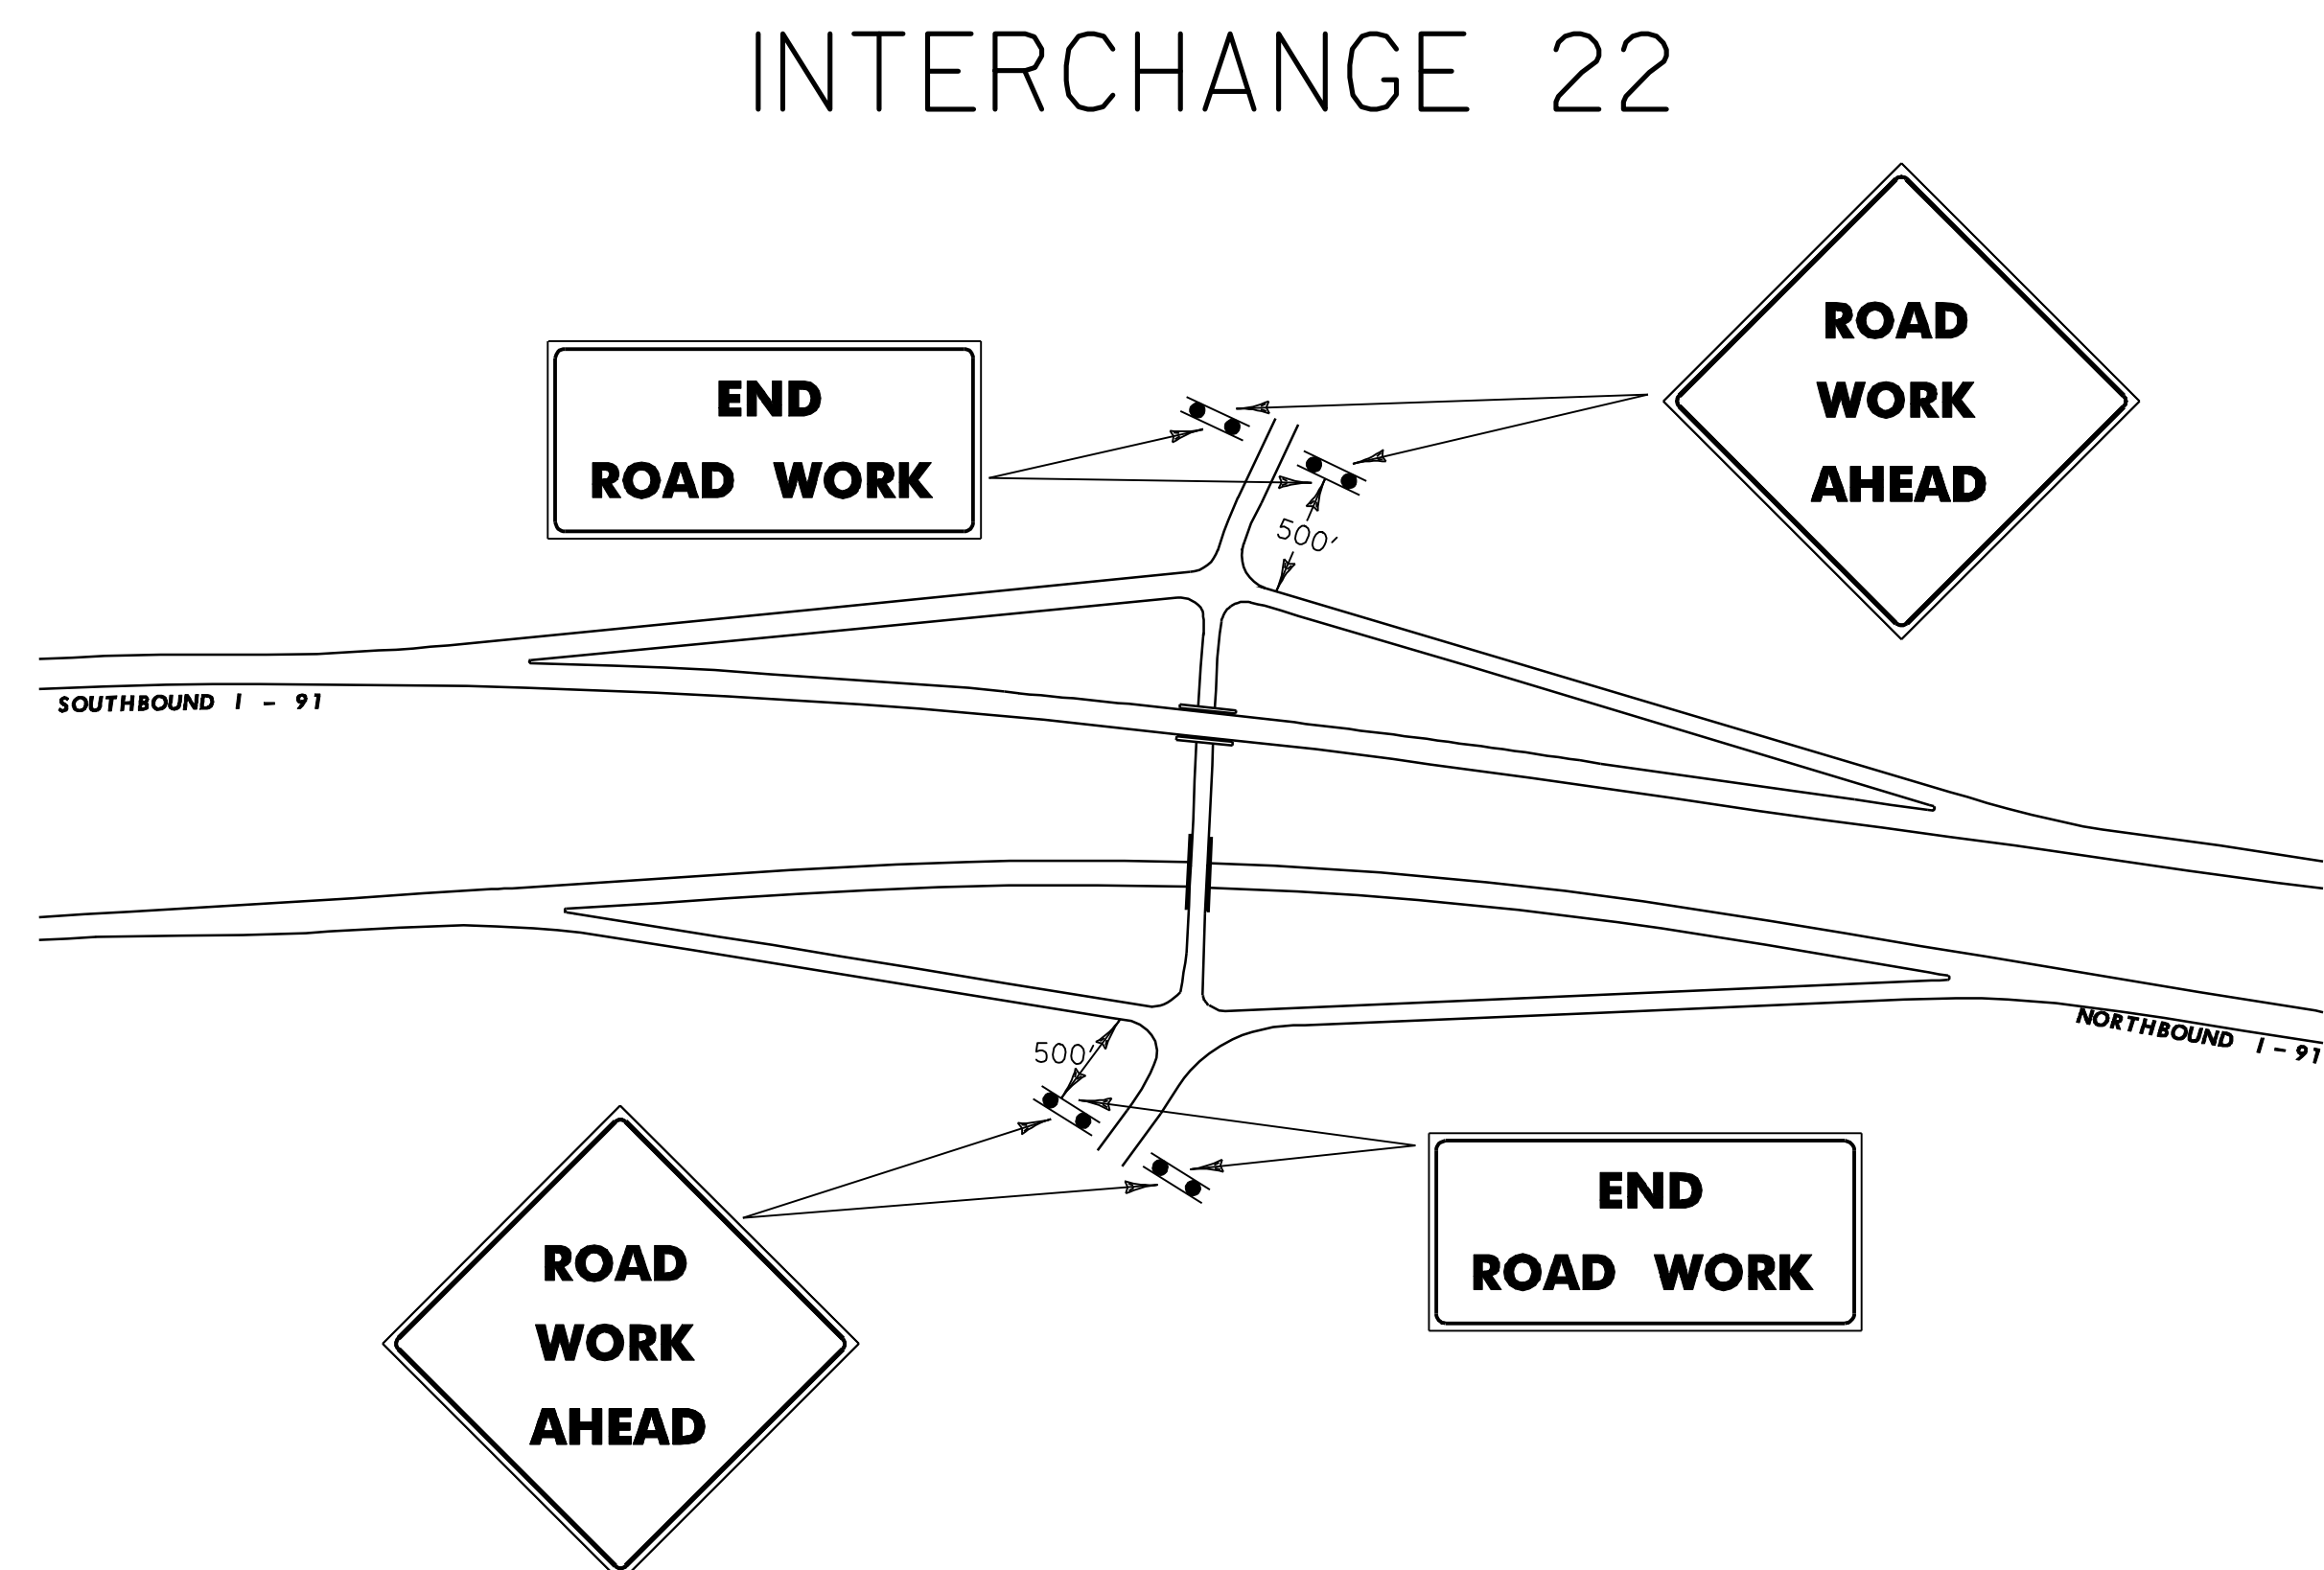 INTERCHANGE 22
ROAD
WORK
AHEAD
END
ROAD WORK
500'
SOUTHBOUND I - 91
NORTHBOUND I - 91
500'
END
ROAD WORK
ROAD
WORK
AHEAD